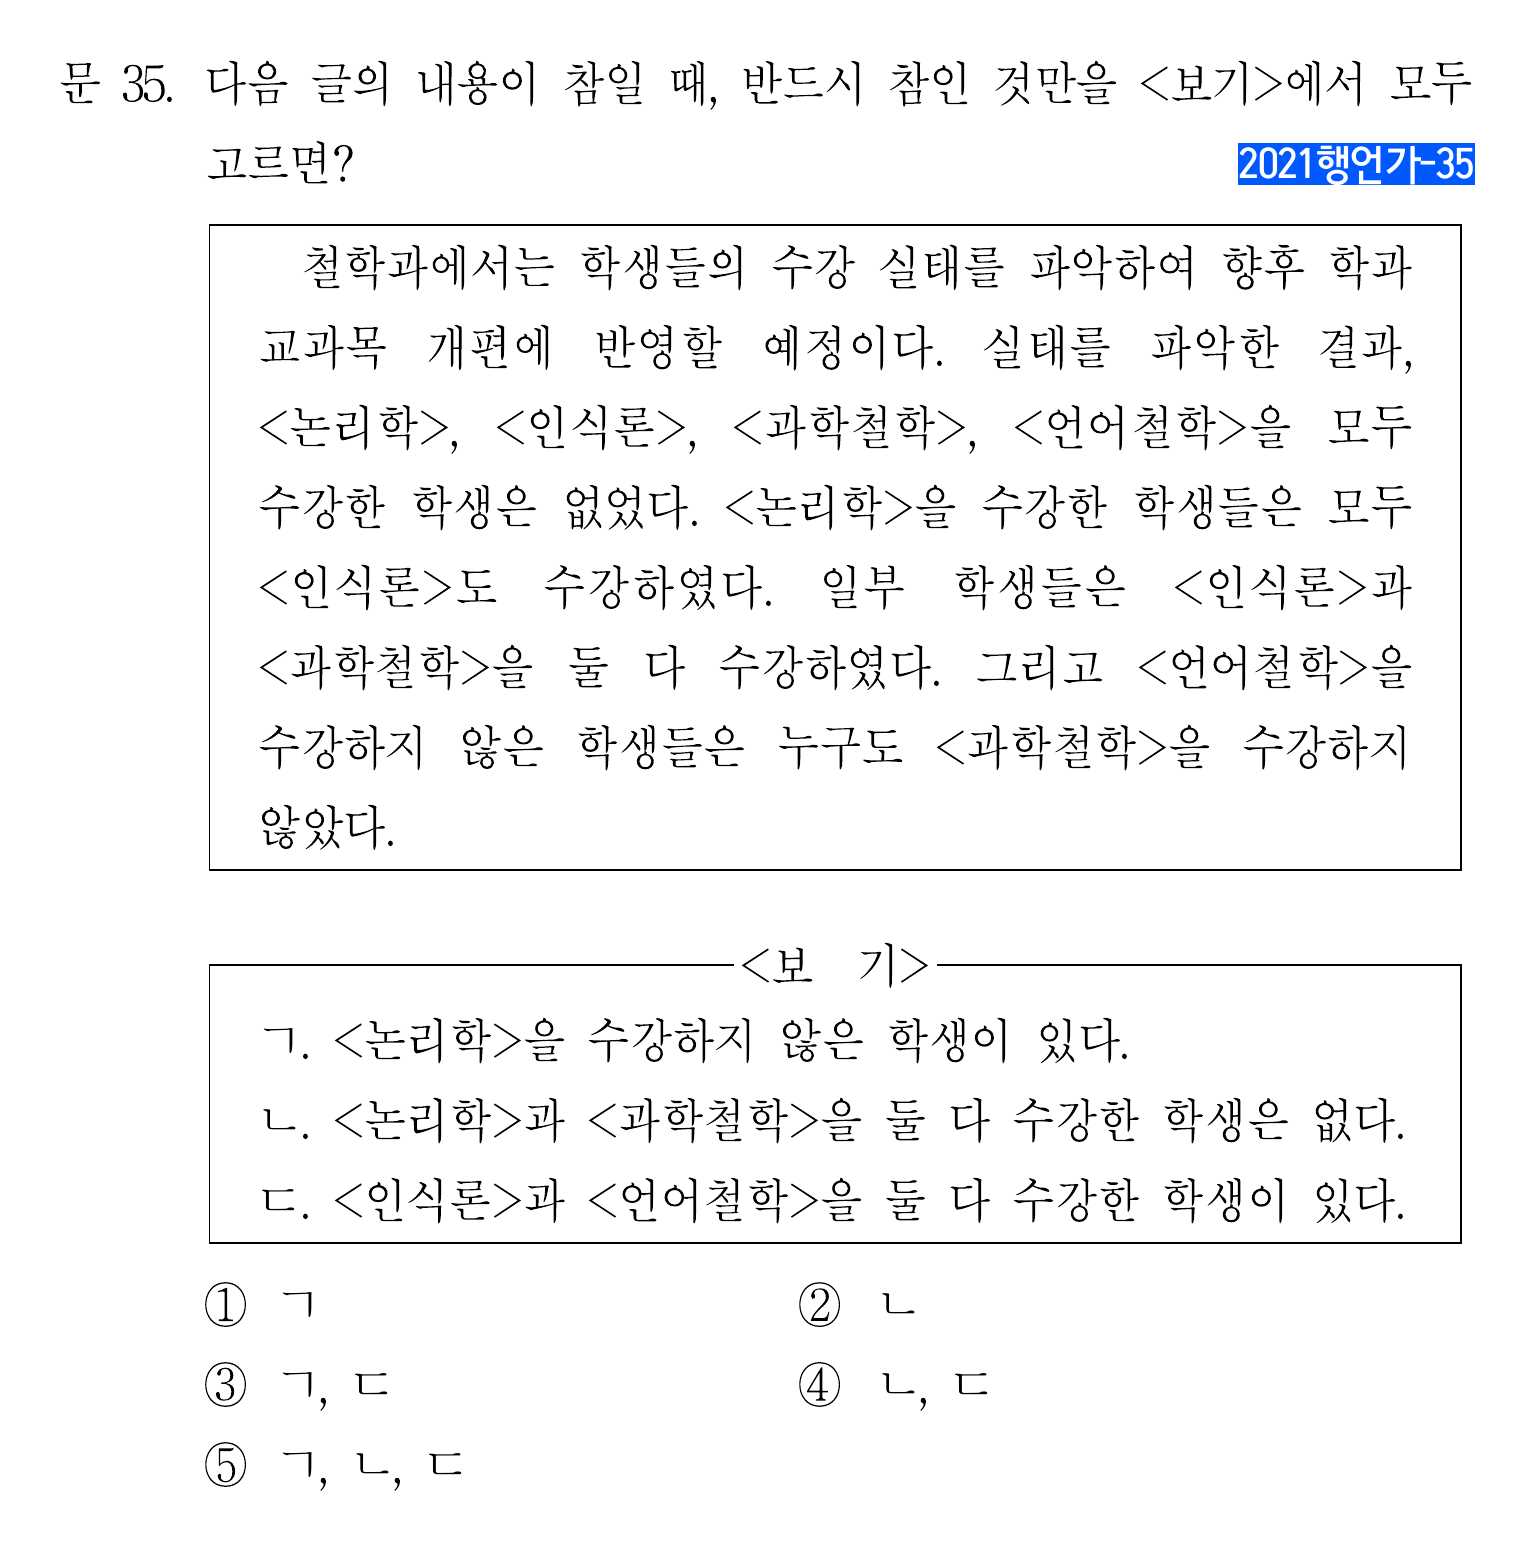 문 35. 다음 글의 내용이 참일 때, 반드시 참인 것만을 <보기>에서 모두
고르면?
2021행언가-35
철학과에서는 학생들의 수강 실태를 파악하여 향후 학과
교과목 개편에 반영할 예정이다. 실태를 파악한 결과,
<논리학>, <인식론>, <과학철학>, <언어철학>을 모두
수강한 학생은 없었다. <논리학>을 수강한 학생들은 모두
<인식론>도 수강하였다. 일부 학생들은 <인식론>과
<과학철학>을 둘 다 수강하였다. 그리고 <언어철학>을
수강하지 않은 학생들은 누구도 <과학철학>을 수강하지
않았다.
<보 기>
ㄱ. <논리학>을 수강하지 않은 학생이 있다.
ㄴ. <논리학>과 <과학철학>을 둘 다 수강한 학생은 없다.
ㄷ. <인식론>과 <언어철학>을 둘 다 수강한 학생이 있다.
① ㄱ ② ㄴ
③ ㄱ, ㄷ ④ ㄴ, ㄷ
⑤ ㄱ, ㄴ, ㄷ